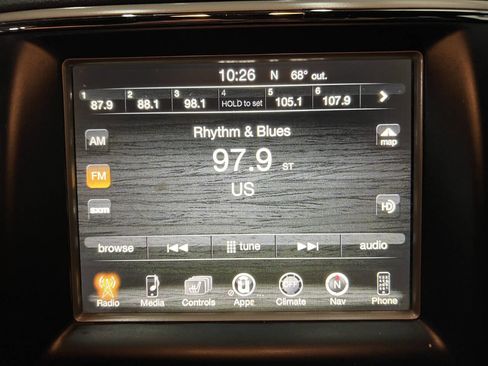 10:26 N 68° out.
1 87.9 2 88.1 3 98.1 4 HOLD to set 5 105.1 6 107.9
Rhythm & Blues
AM
map
97.9 ST
FM
US
HD
browse tune audio
Radio Media Controls Apps Climate Nav Phone
OFF
N